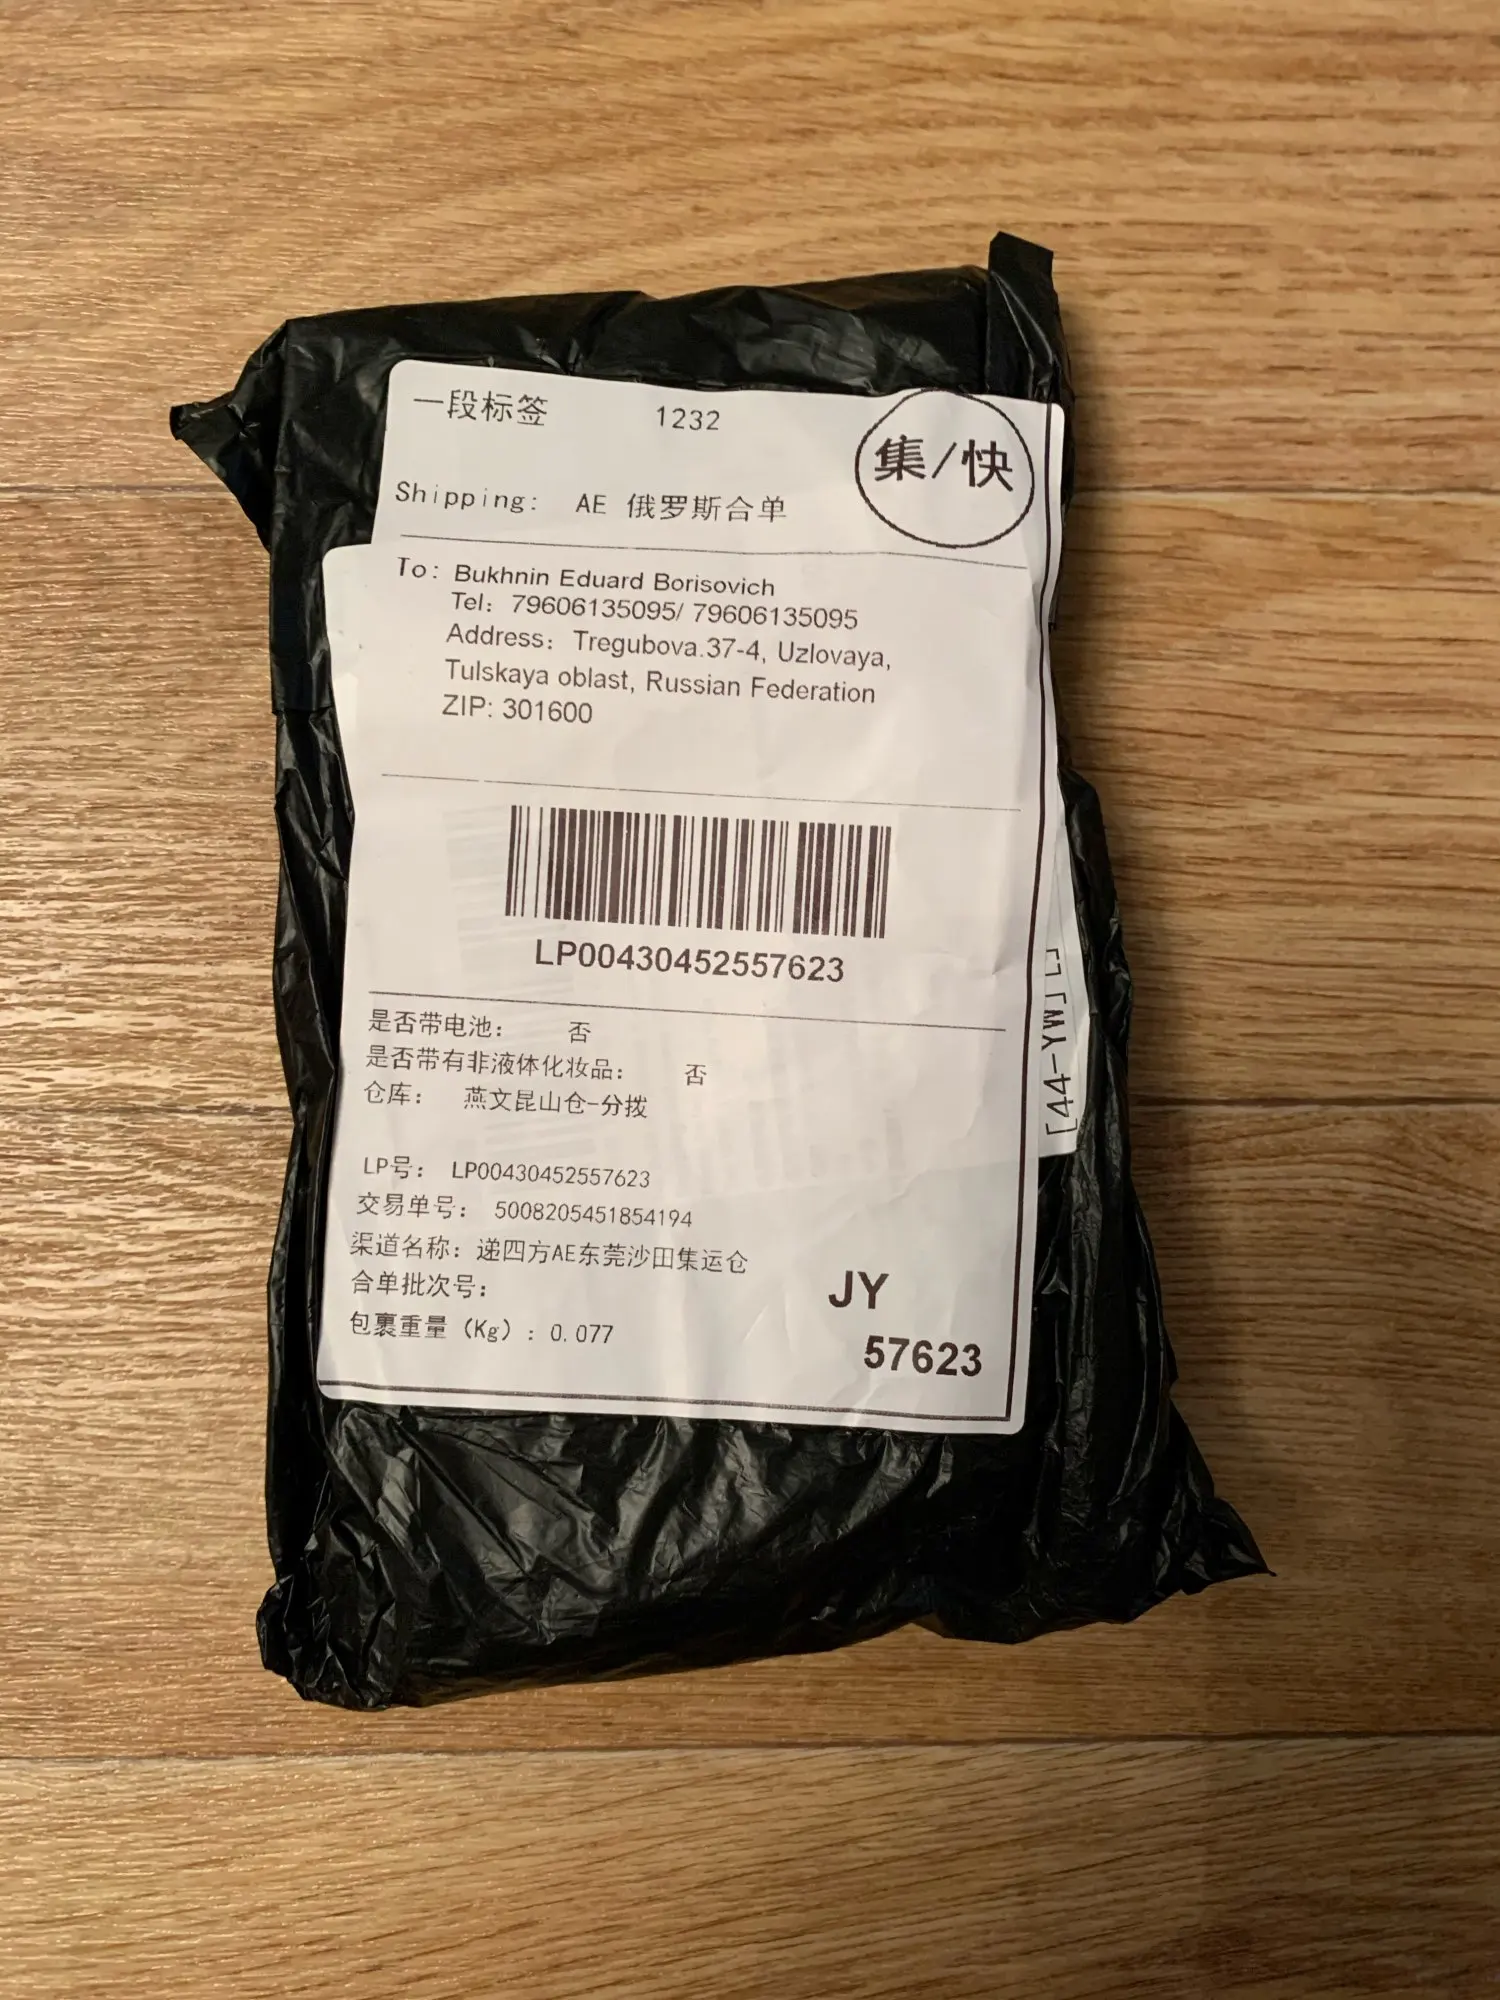 一段标签 1232
集/快
Shipping: AE 俄罗斯合单
To: Bukhnin Eduard Borisovich
Tel: 79606135095/ 79606135095
Address: Tregubova.37-4, Uzlovaya,
Tulskaya oblast, Russian Federation
ZIP: 301600
LP00430452557623
是否带电池: 否
是否带有非液体化妆品: 否
仓库: 燕文昆山仓-分拨
LP号: LP00430452557623
交易单号: 5008205451854194
渠道名称: 递四方AE东莞沙田集运仓
合单批次号:
包裹重量 (Kg) : 0.077
JY
57623
[44-YW]